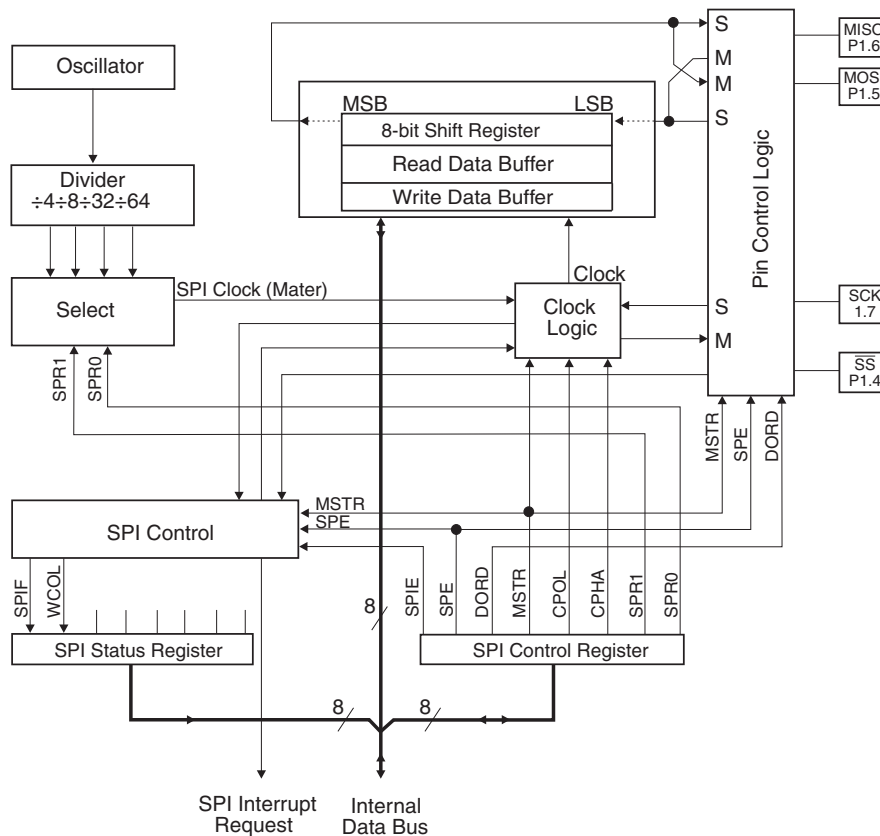 S
MISO
P1.6
M
M
MOSI
P1.5
S
Oscillator
MSB
LSB
8-bit Shift Register
Read Data Buffer
Write Data Buffer
Divider
÷4÷8÷32÷64
Pin Control Logic
Select
SPI Clock (Mater)
Clock
Clock
Logic
S
M
SCK
1.7
SS
P1.4
SPR1
SPR0
MSTR
SPE
DORD
SPI Control
MSTR
SPE
SPIF
WCOL
SPIE
SPE
DORD
MSTR
CPOL
CPHA
SPR1
SPR0
8
SPI Status Register
SPI Control Register
8
8
SPI Interrupt
Request
Internal
Data Bus